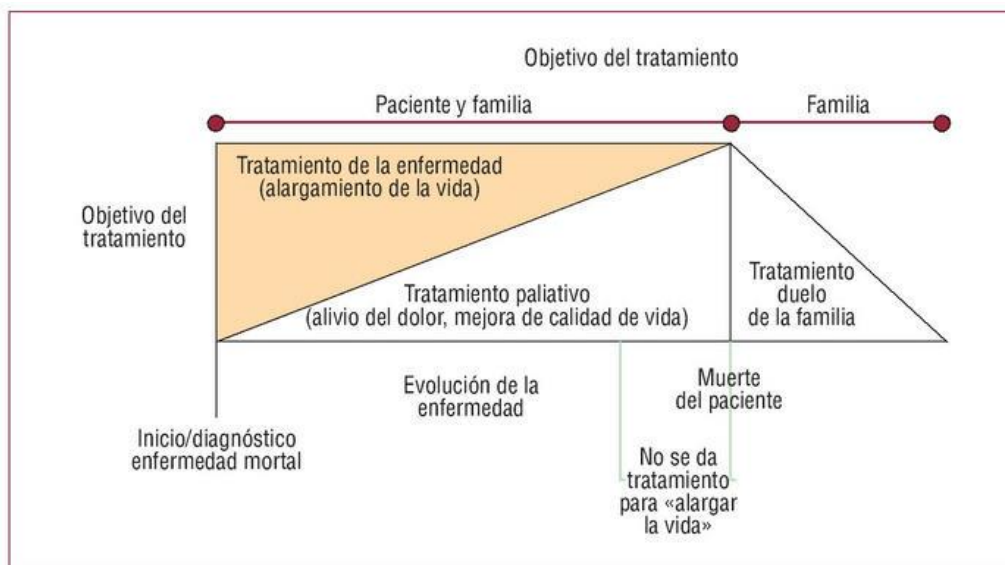 Objetivo del tratamiento
Paciente y familia
Familia
Tratamiento de la enfermedad
(alargamiento de la vida)
Objetivo del
tratamiento
Tratamiento paliativo
(alivio del dolor, mejora de calidad de vida)
Tratamiento
duelo
de la familia
Evolución de la
enfermedad
Muerte
del paciente
Inicio/diagnóstico
enfermedad mortal
No se da
tratamiento
para «alargar
la vida»